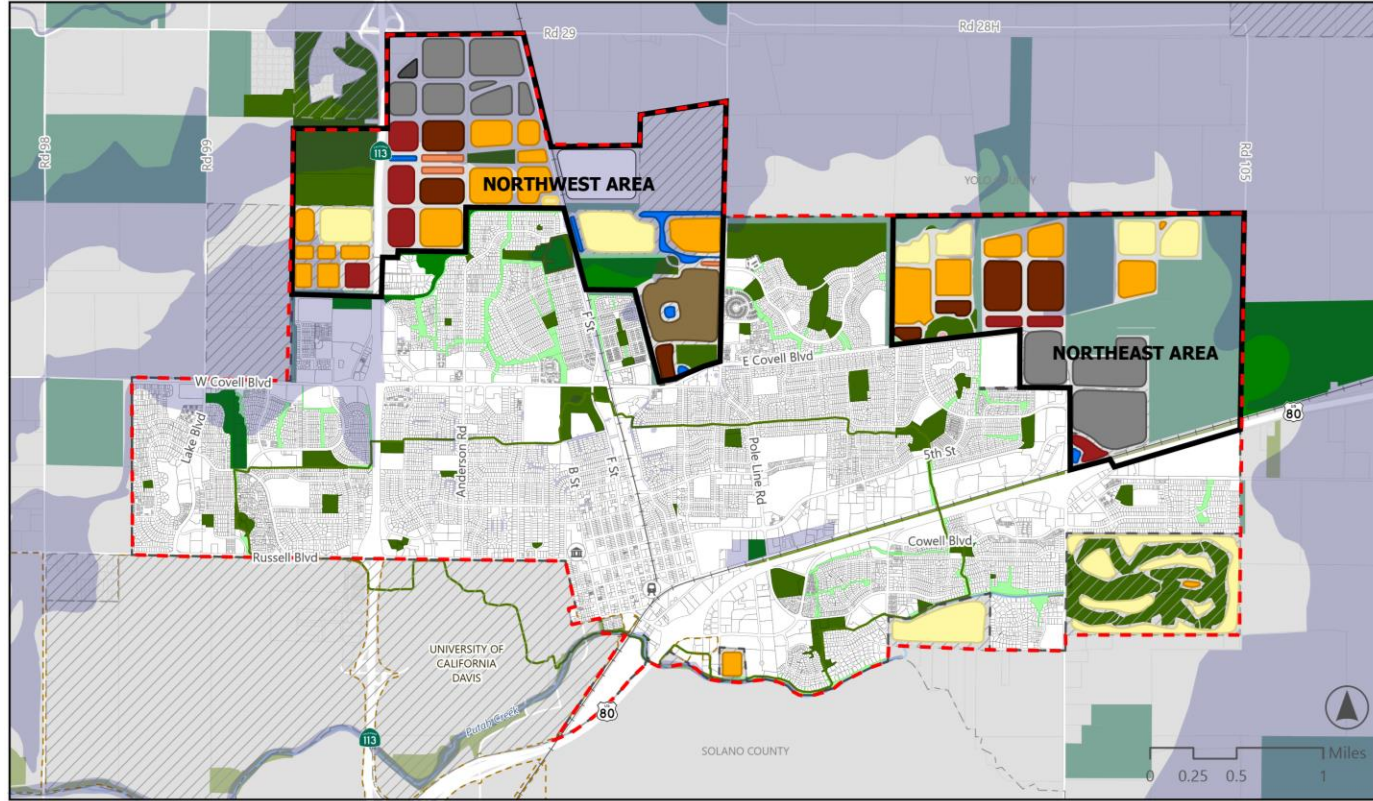 Rd 29
Rd 28H
Rd 98
Rd 99
113
NORTHWEST AREA
YOLO COUNTY
Rd 105
F St
E Covell Blvd
NORTHEAST AREA
80
W Covell Blvd
Lake Blvd
Anderson Rd
B St
F St
Pole Line Rd
5th St
Russell Blvd
Cowell Blvd
UNIVERSITY OF
CALIFORNIA
DAVIS
Putah Creek
80
113
SOLANO COUNTY
Miles
0 0.25 0.5 1